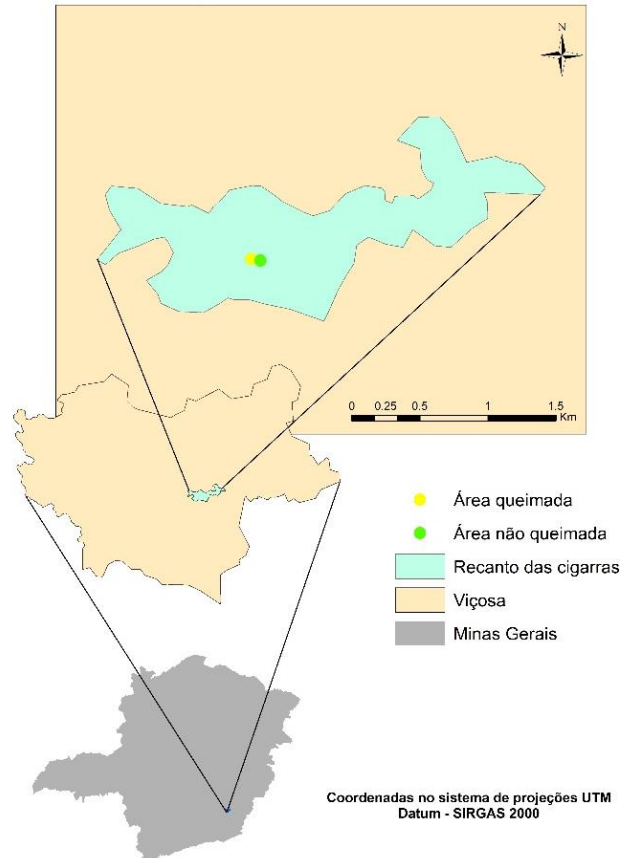 N
0 0.25 0.5 1 1.5
Km
Área queimada
Área não queimada
Recanto das cigarras
Viçosa
Minas Gerais
Coordenadas no sistema de projeções UTM
Datum - SIRGAS 2000